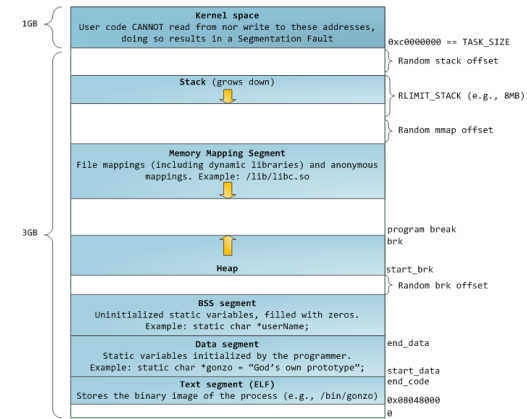 Kernel space
1GB
User code CANNOT read from nor write to these addresses,
doing so results in a Segmentation Fault
0xc0000000 == TASK_SIZE
Random stack offset
Stack (grows down)
RLIMIT_STACK (e.g., 8MB)
Random mmap offset
Memory Mapping Segment
File mappings (including dynamic libraries) and anonymous
mappings. Example: /lib/libc.so
3GB
program break
brk
Heap
start_brk
Random brk offset
BSS segment
Uninitialized static variables, filled with zeros.
Example: static char *userName;
Data segment
end_data
Static variables initialized by the programmer.
Example: static char *gonzo = “God’s own prototype”;
start_data
Text segment (ELF)
end_code
Stores the binary image of the process (e.g., /bin/gonzo)
0x08048000
0